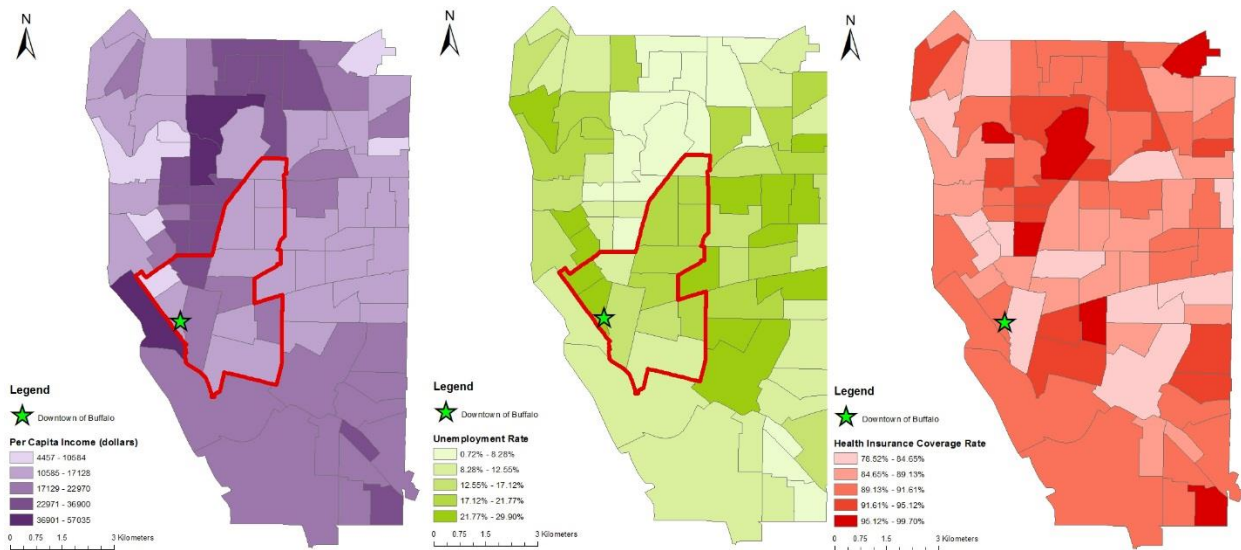 N
Legend
Downtown of Buffalo
Per Capita Income (dollars)
4457 - 10584
10585 - 17128
17129 - 22970
22971 - 36900
36901 - 57035
0 0.75 1.5 3 Kilometers
N
Legend
Downtown of Buffalo
Unemployment Rate
0.72% - 8.28%
8.28% - 12.55%
12.55% - 17.12%
17.12% - 21.77%
21.77% - 29.90%
0 0.75 1.5 3 Kilometers
N
Legend
Downtown of Buffalo
Health Insurance Coverage Rate
78.52% - 84.65%
84.65% - 89.13%
89.13% - 91.61%
91.61% - 95.12%
95.12% - 99.70%
0 0.75 1.5 3 Kilometers